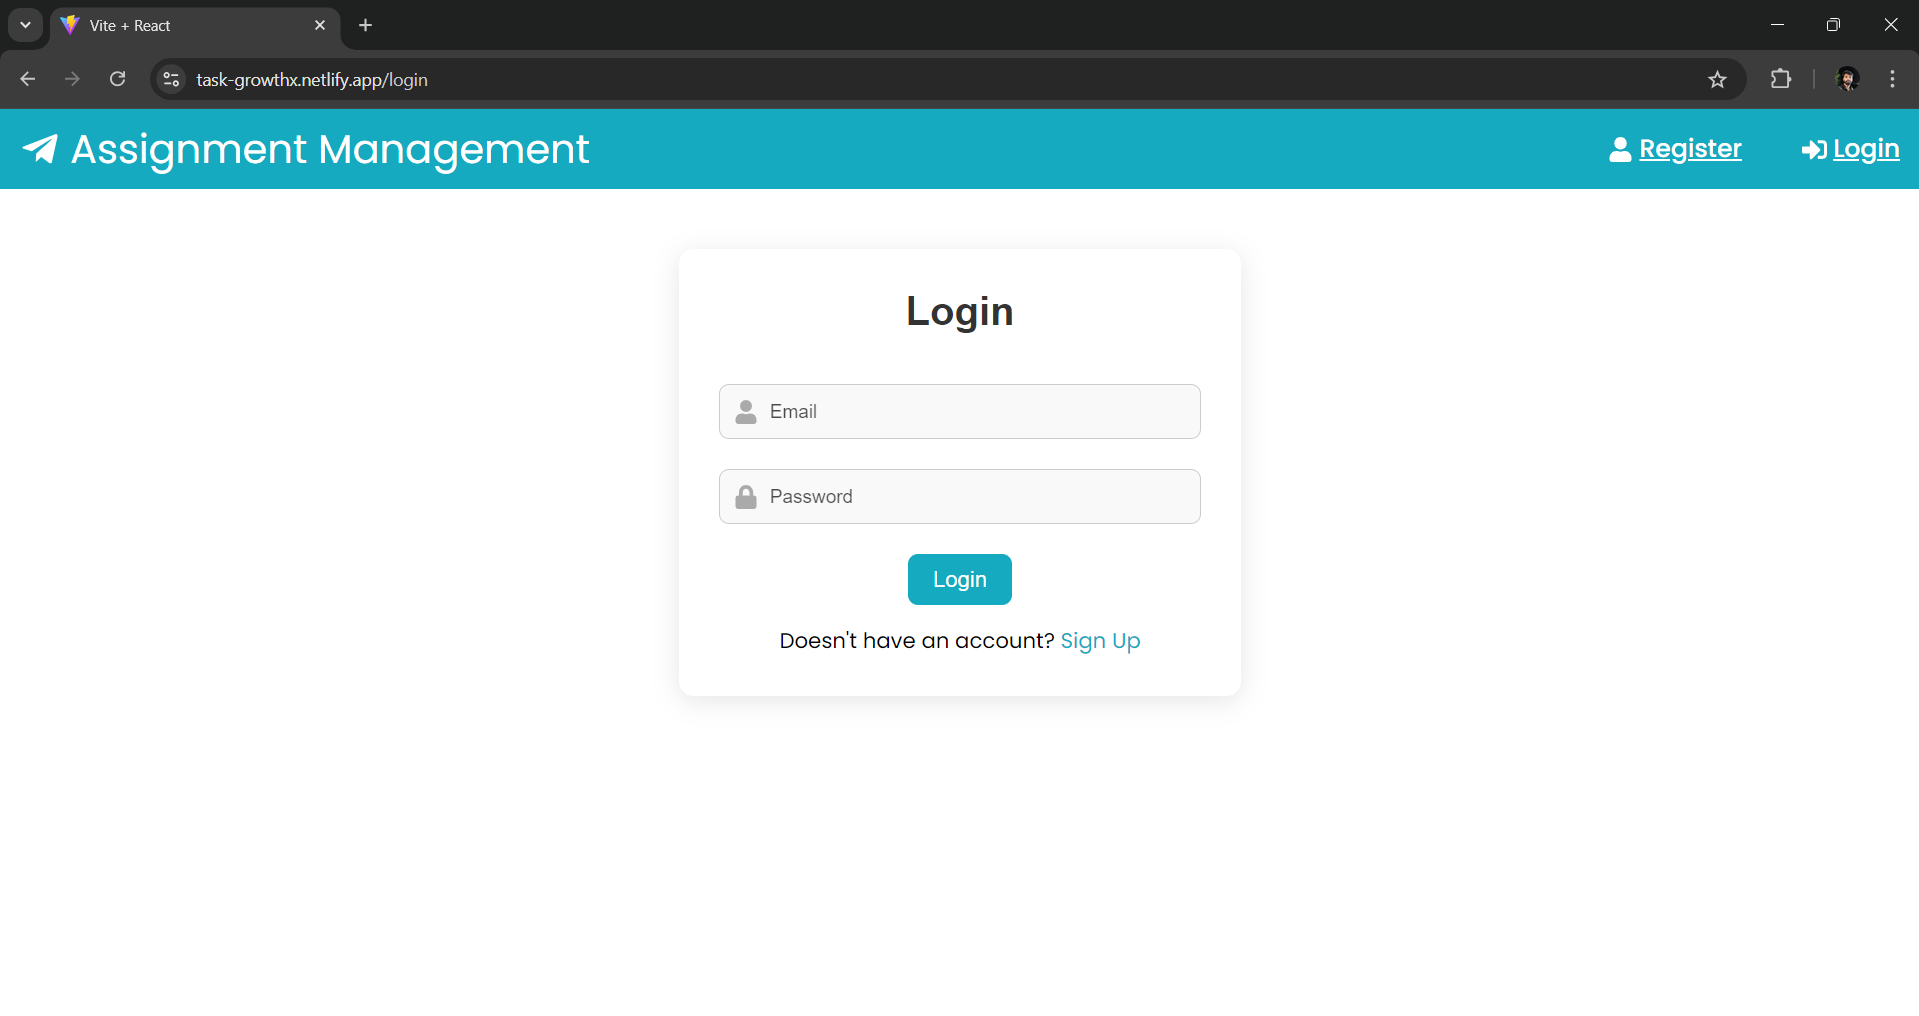 Vite + React
task-growthx.netlify.app/login
Assignment Management
Register
Login
Login
Email
Password
Login
Doesn't have an account? Sign Up